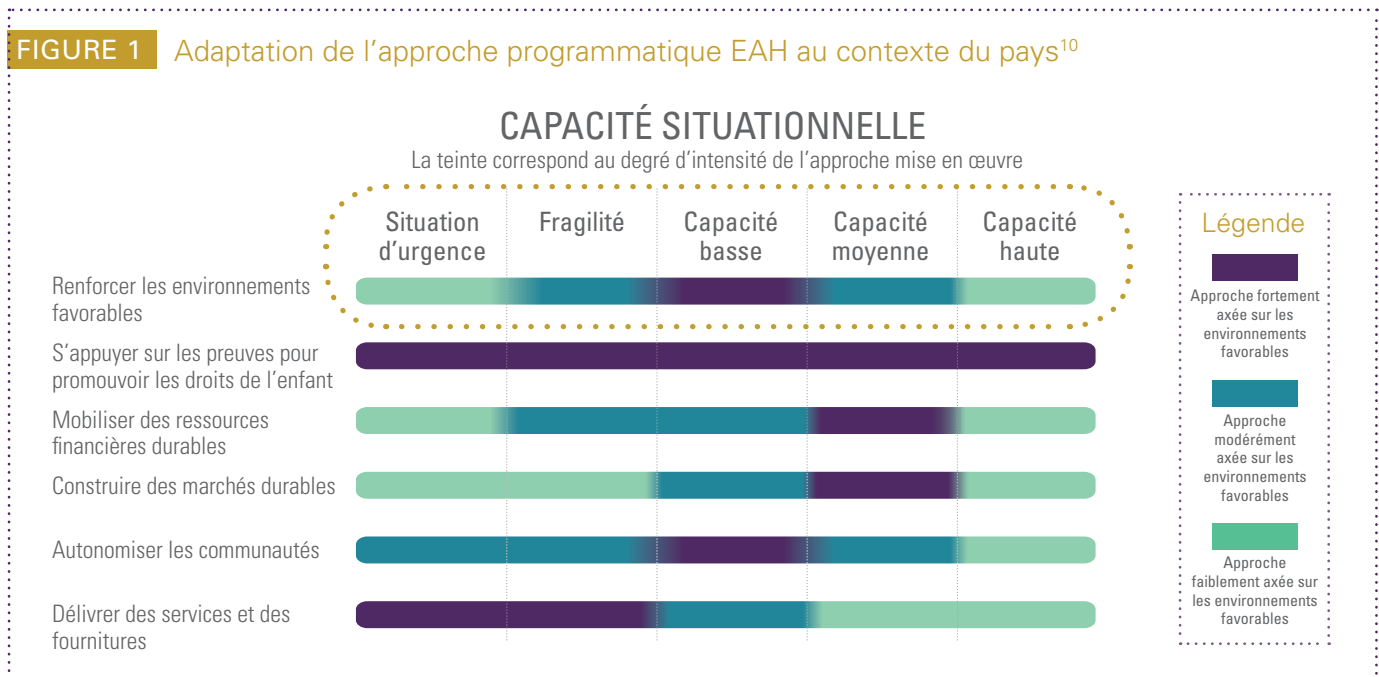 FIGURE 1 Adaptation de l'approche programmatique EAH au contexte du pays10
CAPACITÉ SITUATIONNELLE
La teinte correspond au degré d'intensité de l'approche mise en œuvre
Situation
d'urgence
Fragilité
Capacité
basse
Capacité
moyenne
Capacité
haute
Renforcer les environnements
favorables
S'appuyer sur les preuves pour
promouvoir les droits de l'enfant
Mobiliser des ressources
financières durables
Construire des marchés durables
Autonomiser les communautés
Délivrer des services et des
fournitures
Légende
Approche fortement
axée sur les
environnements
favorables
Approche
modérément
axée sur les
environnements
favorables
Approche
faiblement axée sur
les environnements
favorables